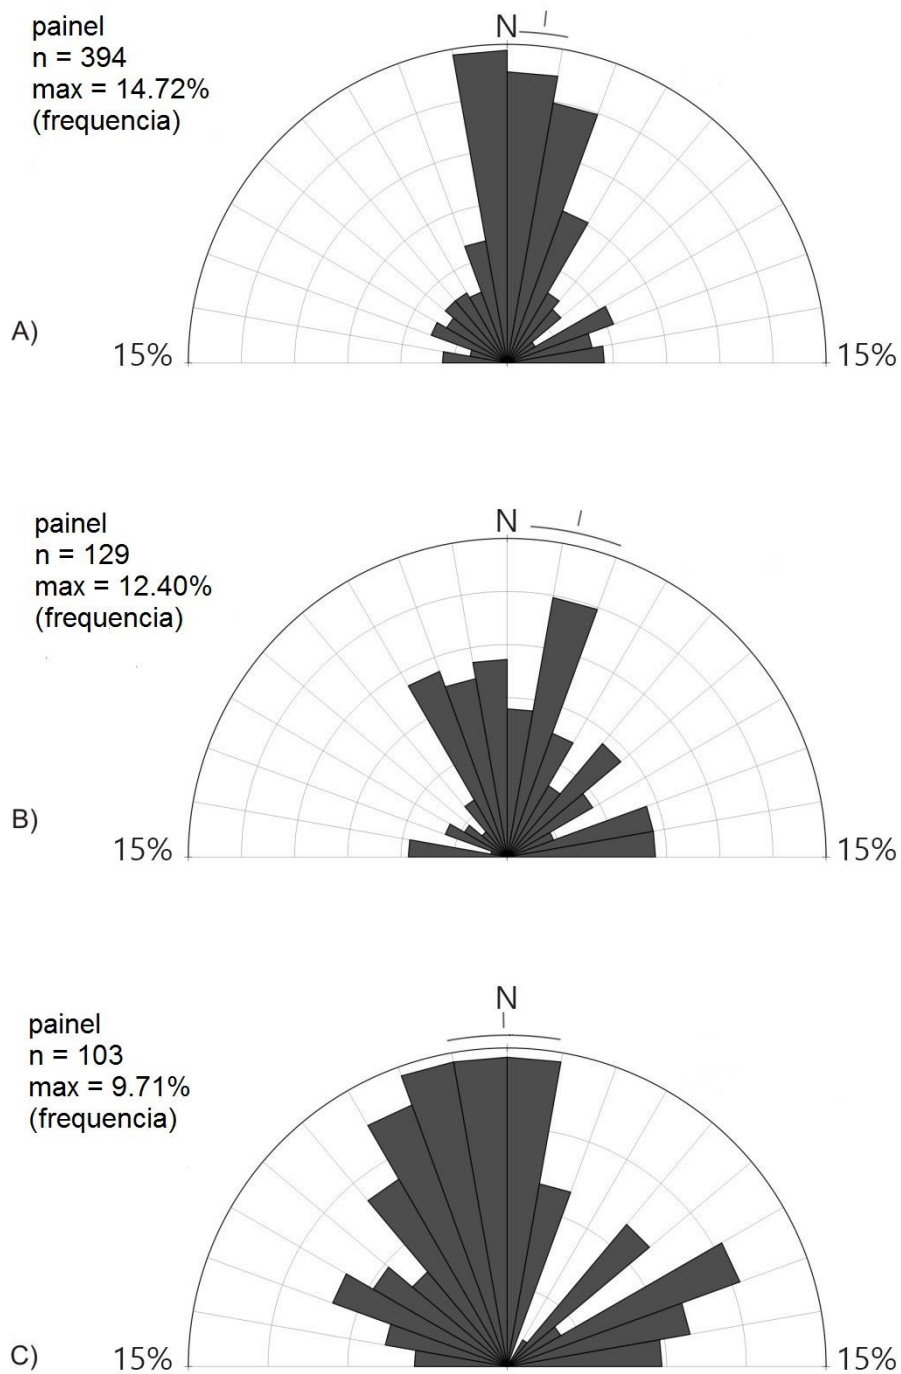 painel
n = 394
max = 14.72%
(frequencia)
N
A)
15%
15%
painel
n = 129
max = 12.40%
(frequencia)
N
B)
15%
15%
painel
n = 103
max = 9.71%
(frequencia)
N
C)
15%
15%